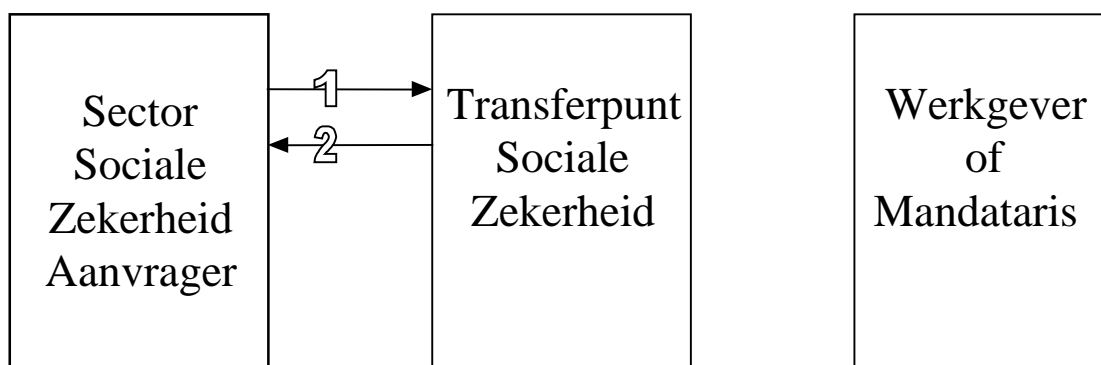 Sector
Sociale
Zekerheid
Aanvrager
1
2
Transferpunt
Sociale
Zekerheid
Werkgever
of
Mandataris